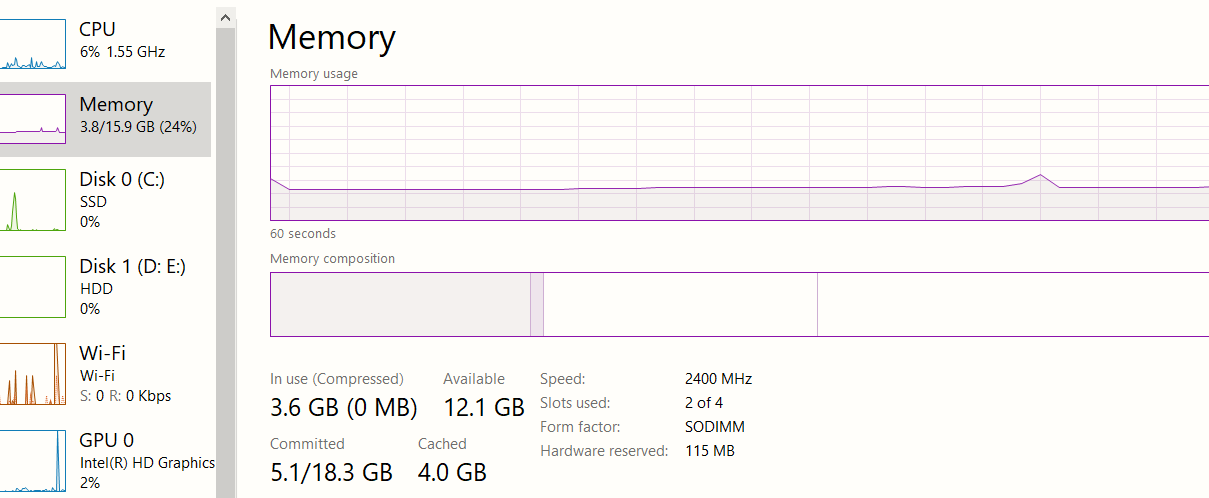 CPU
6% 1.55 GHz
Memory
3.8/15.9 GB (24%)
Disk 0 (C:)
SSD
0%
Disk 1 (D: E:)
HDD
0%
Wi-Fi
Wi-Fi
S: 0 R: 0 Kbps
GPU 0
Intel(R) HD Graphics
2%
Memory
Memory usage
60 seconds
Memory composition
In use (Compressed)
3.6 GB (0 MB)
Available
12.1 GB
Committed
5.1/18.3 GB
Cached
4.0 GB
Speed: 2400 MHz
Slots used: 2 of 4
Form factor: SODIMM
Hardware reserved: 115 MB